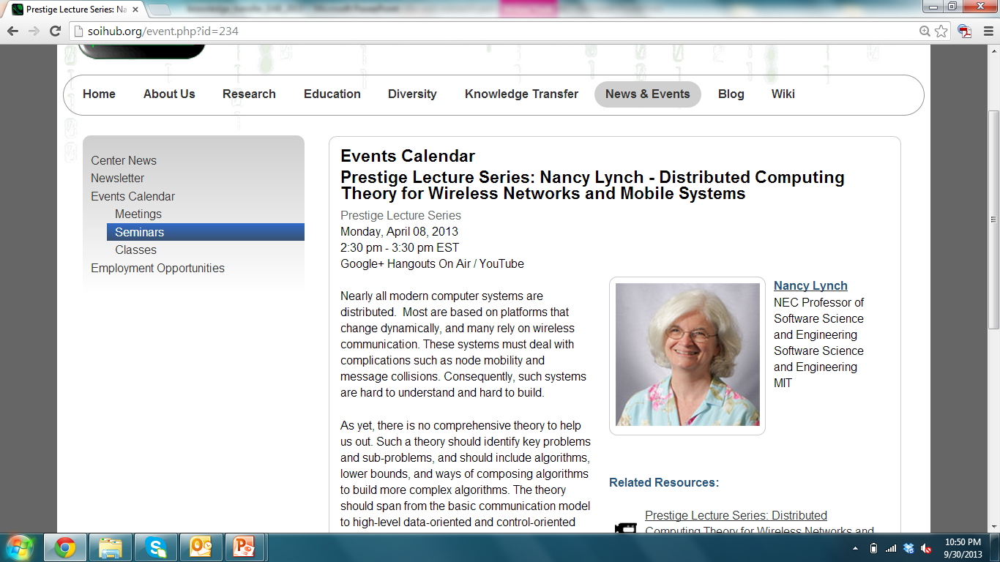 Prestige Lecture Series: Na
soihub.org/event.php?id=234
Home About Us Research Education Diversity Knowledge Transfer News & Events Blog Wiki
Center News
Newsletter
Events Calendar
Meetings
Seminars
Classes
Employment Opportunities
Events Calendar
Prestige Lecture Series: Nancy Lynch - Distributed Computing
Theory for Wireless Networks and Mobile Systems
Prestige Lecture Series
Monday, April 08, 2013
2:30 pm - 3:30 pm EST
Google+ Hangouts On Air / YouTube
Nearly all modern computer systems are
distributed.  Most are based on platforms that
change dynamically, and many rely on wireless
communication. These systems must deal with
complications such as node mobility and
message collisions. Consequently, such systems
are hard to understand and hard to build.
As yet, there is no comprehensive theory to help
us out. Such a theory should identify key problems
and sub-problems, and should include algorithms,
lower bounds, and ways of composing algorithms
to build more complex algorithms. The theory
should span from the basic communication model
to high-level data-oriented and control-oriented
Nancy Lynch
NEC Professor of
Software Science
and Engineering
Software Science
and Engineering
MIT
Related Resources:
Prestige Lecture Series: Distributed
Computing Theory for Wireless Networks and
10:50 PM
9/30/2013